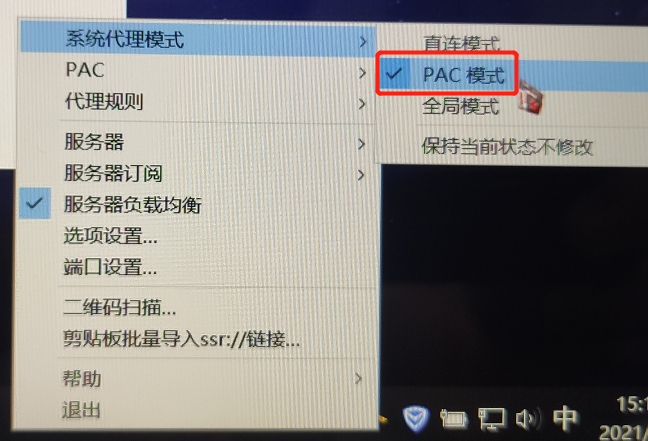 系统代理模式
PAC
代理规则
服务器
服务器订阅
服务器负载均衡
选项设置...
端口设置...
二维码扫描...
剪贴板批量导入ssr://链接...
帮助
退出
直连模式
PAC 模式
全局模式
保持当前状态不修改
中
15:1
2021/